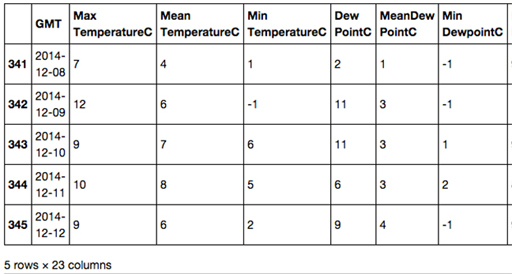 GMT Max TemperatureC Mean TemperatureC Min TemperatureC Dew PointC MeanDew PointC Min DewpointC
341 2014-12-08 7 4 1 2 1 -1
342 2014-12-09 12 6 -1 11 3 -1
343 2014-12-10 9 7 6 11 3 1
344 2014-12-11 10 8 5 6 3 2
345 2014-12-12 9 6 2 9 4 -1
5 rows × 23 columns